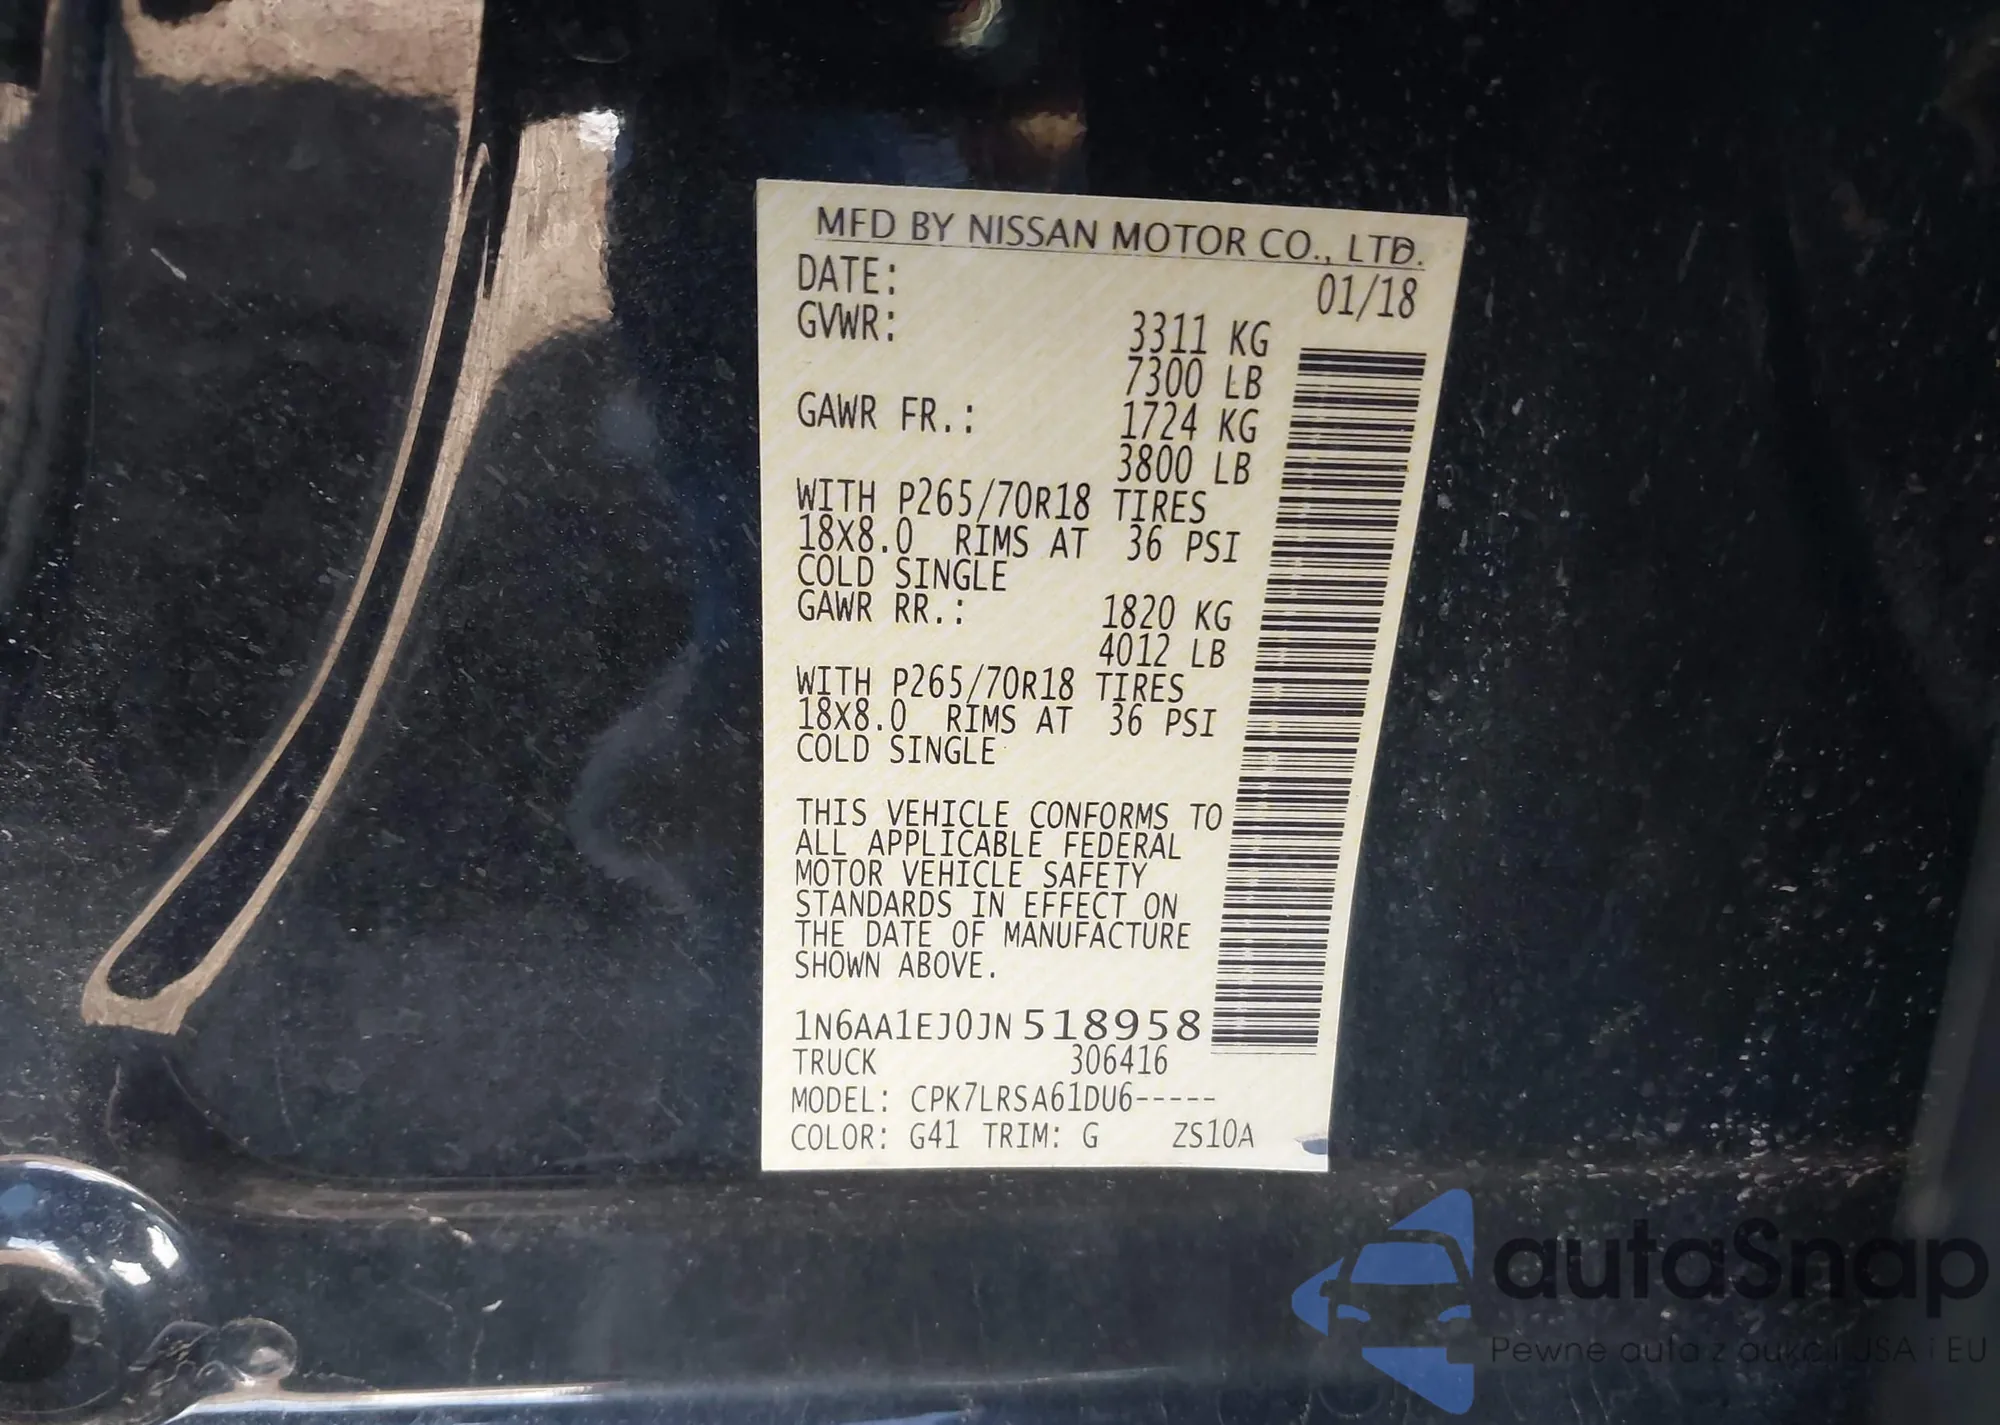 MFD BY NISSAN MOTOR CO., LTD.
DATE: 01/18
GVWR: 3311 KG
7300 LB
GAWR FR.: 1724 KG
3800 LB
WITH P265/70R18 TIRES
18X8.0 RIMS AT 36 PSI
COLD SINGLE
GAWR RR.: 1820 KG
4012 LB
WITH P265/70R18 TIRES
18X8.0 RIMS AT 36 PSI
COLD SINGLE
THIS VEHICLE CONFORMS TO
ALL APPLICABLE FEDERAL
MOTOR VEHICLE SAFETY
STANDARDS IN EFFECT ON
THE DATE OF MANUFACTURE
SHOWN ABOVE.
1N6AA1EJ0JN518958
TRUCK 306416
MODEL: CPK7LRSA61DU6-----
COLOR: G41 TRIM: G ZS10A
autaSnap
Pewne auta z aukcji USA i EU